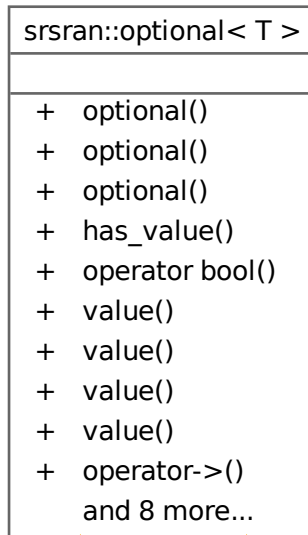 srsran::optional< T >
+ optional()
+ optional()
+ optional()
+ has_value()
+ operator bool()
+ value()
+ value()
+ value()
+ value()
+ operator->()
and 8 more...